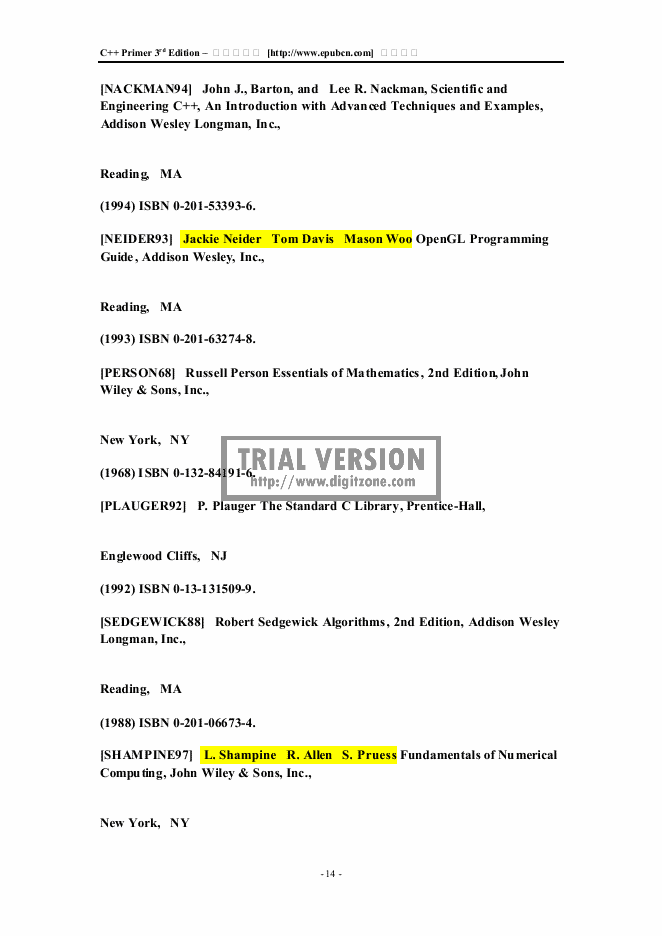 C++ Primer 3rd Edition – □ □ □ □ □ [http://www.epubcn.com] □ □ □ □
[NACKMAN94] John J., Barton, and Lee R. Nackman, Scientific and
Engineering C++, An Introduction with Advanced Techniques and Examples,
Addison Wesley Longman, Inc.,
Reading, MA
(1994) ISBN 0-201-53393-6.
[NEIDER93] Jackie Neider Tom Davis Mason Woo OpenGL Programming
Guide, Addison Wesley, Inc.,
Reading, MA
(1993) ISBN 0-201-63274-8.
[PERSON68] Russell Person Essentials of Mathematics, 2nd Edition, John
Wiley & Sons, Inc.,
New York, NY
TRIAL VERSION
(1968) ISBN 0-132-84191-6.
http://www.digitzone.com
[PLAUGER92] P. Plauger The Standard C Library, Prentice-Hall,
Englewood Cliffs, NJ
(1992) ISBN 0-13-131509-9.
[SEDGEWICK88] Robert Sedgewick Algorithms, 2nd Edition, Addison Wesley
Longman, Inc.,
Reading, MA
(1988) ISBN 0-201-06673-4.
[SHAMPINE97] L. Shampine R. Allen S. Pruess Fundamentals of Numerical
Computing, John Wiley & Sons, Inc.,
New York, NY
- 14 -